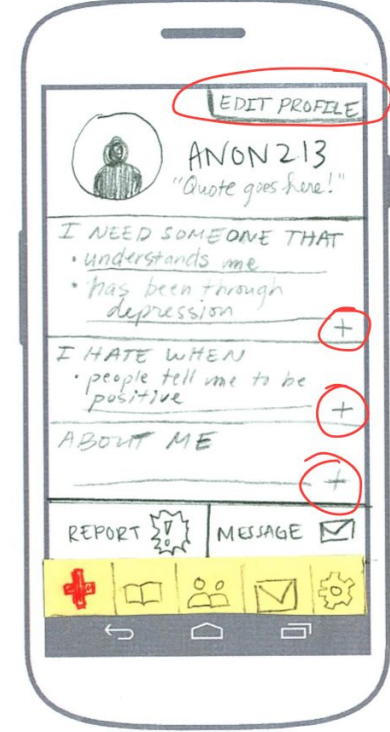 EDIT PROFILE
ANON213
"Quote goes here!"
I NEED SOMEONE THAT
• understands me
• has been through
depression
+
I HATE WHEN
• people tell me to be
positive
+
ABOUT ME
+
REPORT !
MESSAGE